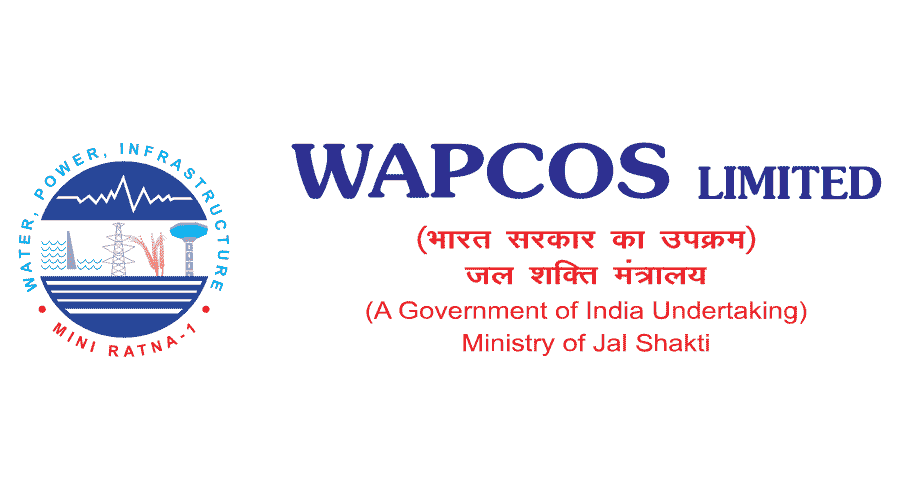 WATER, POWER, INFRASTRUCTURE
MINI RATNA-1
WAPCOS LIMITED
(भारत सरकार का उपक्रम)
जल शक्ति मंत्रालय
(A Government of India Undertaking)
Ministry of Jal Shakti